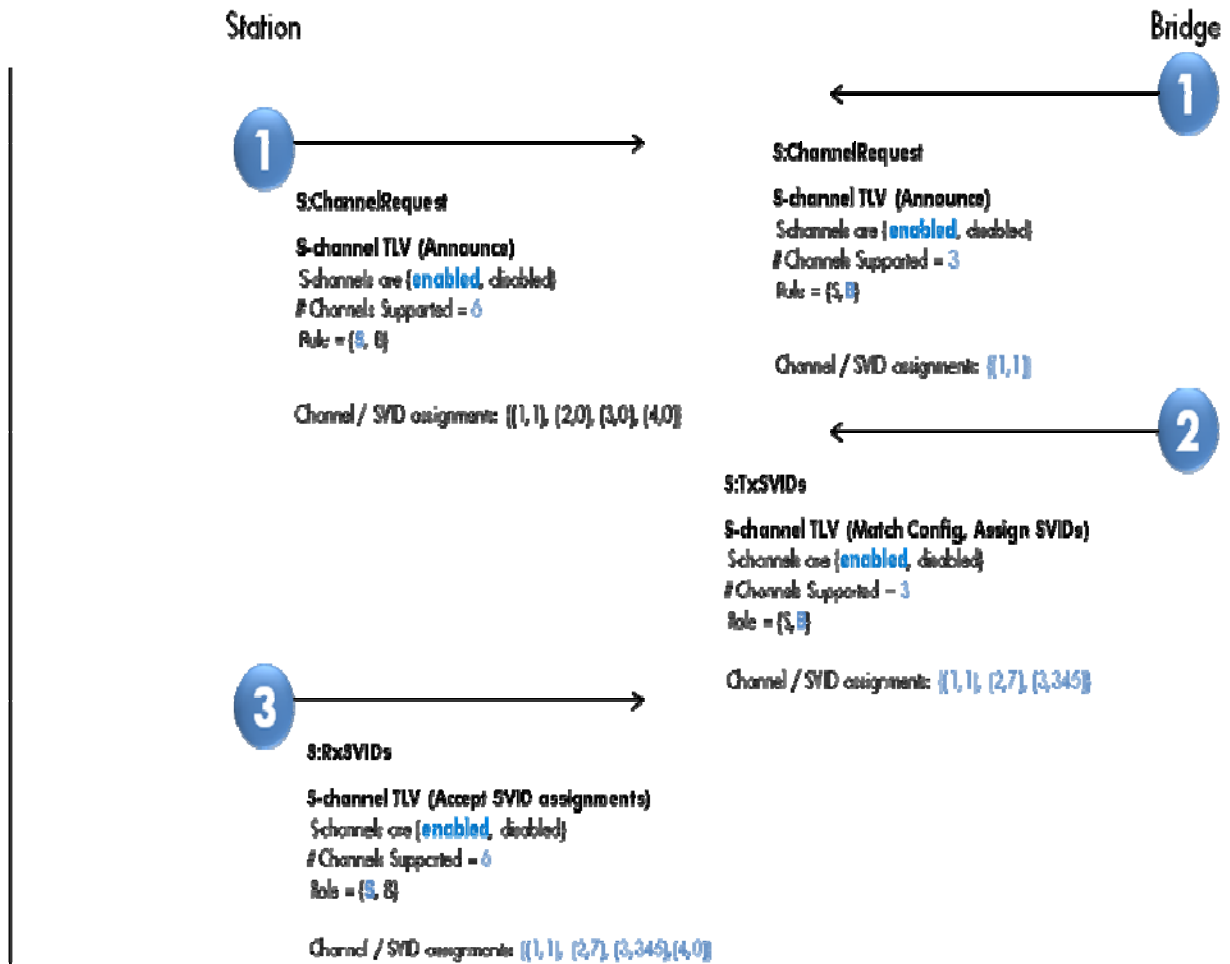 Station
Bridge
1
1
S:ChannelRequest
S-channel TLV (Announce)
S-channels are {enabled, disabled}
# Channels Supported = 6
Role = {S, B}
Channel / SVID assignments: {(1,1), (2,0), (3,0), (4,0)}
S:ChannelRequest
S-channel TLV (Announce)
S-channels are {enabled, disabled}
# Channels Supported = 3
Role = {S,B}
Channel / SVID assignments: {(1,1)}
2
S:TxSVIDs
S-channel TLV (Match Config, Assign SVIDs)
S-channels are {enabled, disabled}
# Channels Supported = 3
Role = {S,B}
Channel / SVID assignments: {(1,1), (2,7), (3,345)}
3
S:RxSVIDs
S-channel TLV (Accept SVID assignments)
S-channels are {enabled, disabled}
# Channels Supported = 6
Role = {S, B}
Channel / SVID assignments: {(1,1), (2,7), (3,345),(4,0)}